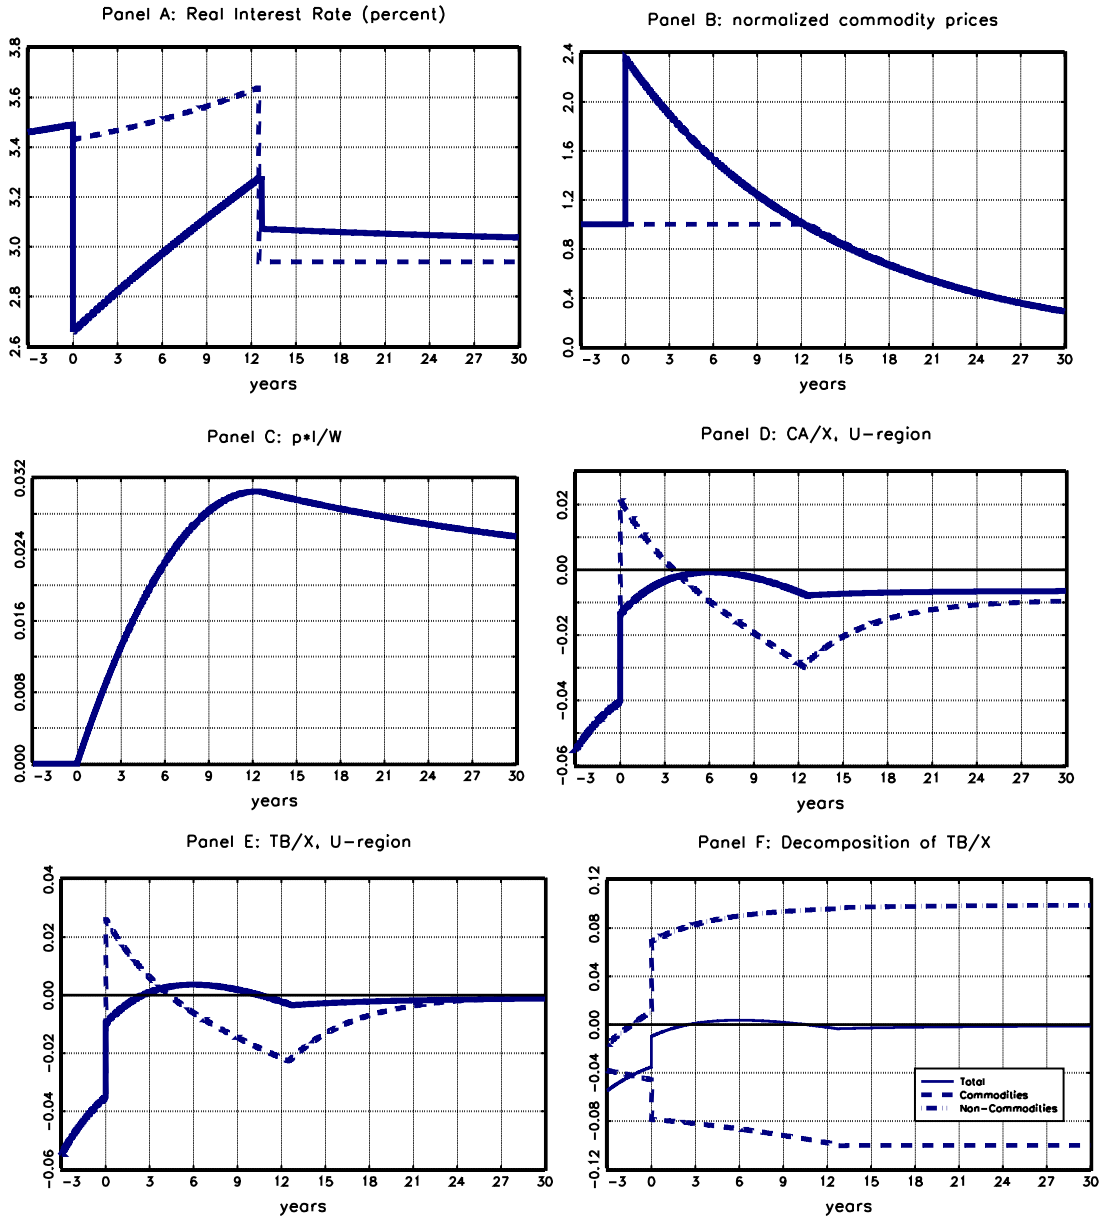 Panel A: Real Interest Rate (percent)
3.8
3.6
3.4
3.2
3.0
2.8
2.6
-3 0 3 6 9 12 15 18 21 24 27 30
years
Panel B: normalized commodity prices
2.4
2.0
1.6
1.2
0.8
0.4
0.0
-3 0 3 6 9 12 15 18 21 24 27 30
years
Panel C: p*I/W
0.032
0.024
0.016
0.008
0.000
-3 0 3 6 9 12 15 18 21 24 27 30
years
Panel D: CA/X, U-region
0.02
0.00
-0.02
-0.04
-0.06
-3 0 3 6 9 12 15 18 21 24 27 30
years
Panel E: TB/X, U-region
0.04
0.02
0.00
-0.02
-0.04
-0.06
-3 0 3 6 9 12 15 18 21 24 27 30
years
Panel F: Decomposition of TB/X
0.12
0.08
0.04
0.00
-0.04
-0.08
-0.12
Total
Commodities
Non-Commodities
-3 0 3 6 9 12 15 18 21 24 27 30
years